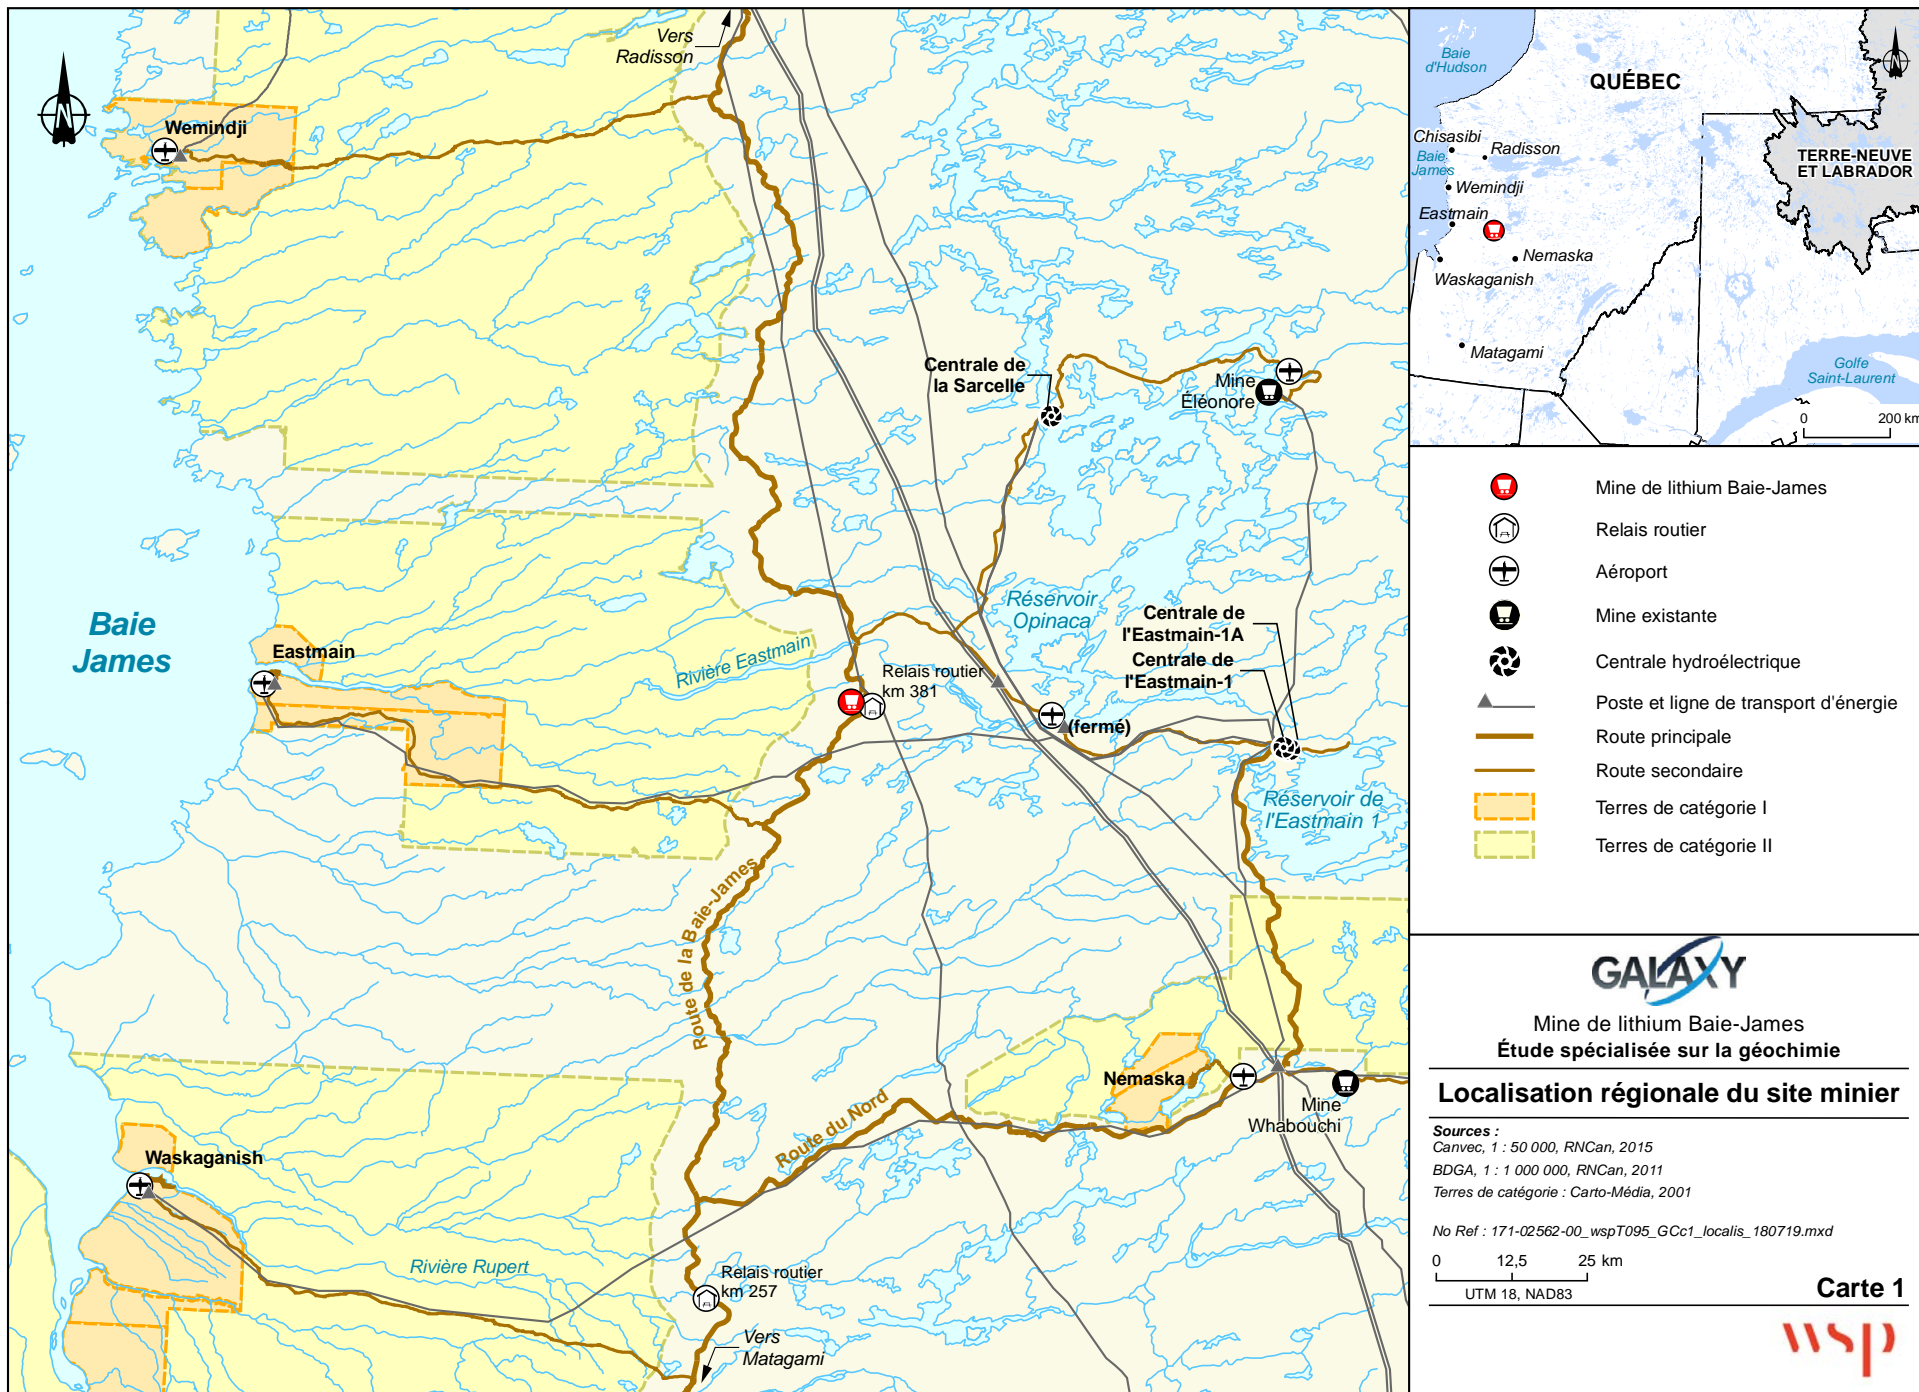 Vers
Radisson
Wemindji
Centrale de
la Sarcelle
Mine
Éléonore
Baie
James
Eastmain
Rivière Eastmain
Relais routier
km 381
Réservoir
Opinaca
Centrale de
l'Eastmain-1A
Centrale de
l'Eastmain-1
(fermé)
Réservoir de
l'Eastmain 1
Route de la Baie-James
Nemaska
Mine
Whabouchi
Route du Nord
Waskaganish
Rivière Rupert
Relais routier
km 257
Vers
Matagami
N
Baie
d'Hudson
QUÉBEC
N
Chisasibi
Baie
James
Radisson
TERRE-NEUVE
ET LABRADOR
Wemindji
Eastmain
Nemaska
Waskaganish
Matagami
Golfe
Saint-Laurent
0 200 km
Mine de lithium Baie-James
Relais routier
Aéroport
Mine existante
Centrale hydroélectrique
Poste et ligne de transport d'énergie
Route principale
Route secondaire
Terres de catégorie I
Terres de catégorie II
GALAXY
Mine de lithium Baie-James
Étude spécialisée sur la géochimie
Localisation régionale du site minier
Sources :
Canvec, 1 : 50 000, RNCan, 2015
BDGA, 1 : 1 000 000, RNCan, 2011
Terres de catégorie : Carto-Média, 2001
No Ref : 171-02562-00_wspT095_GCc1_localis_180719.mxd
0 12,5 25 km
UTM 18, NAD83
Carte 1
wsp